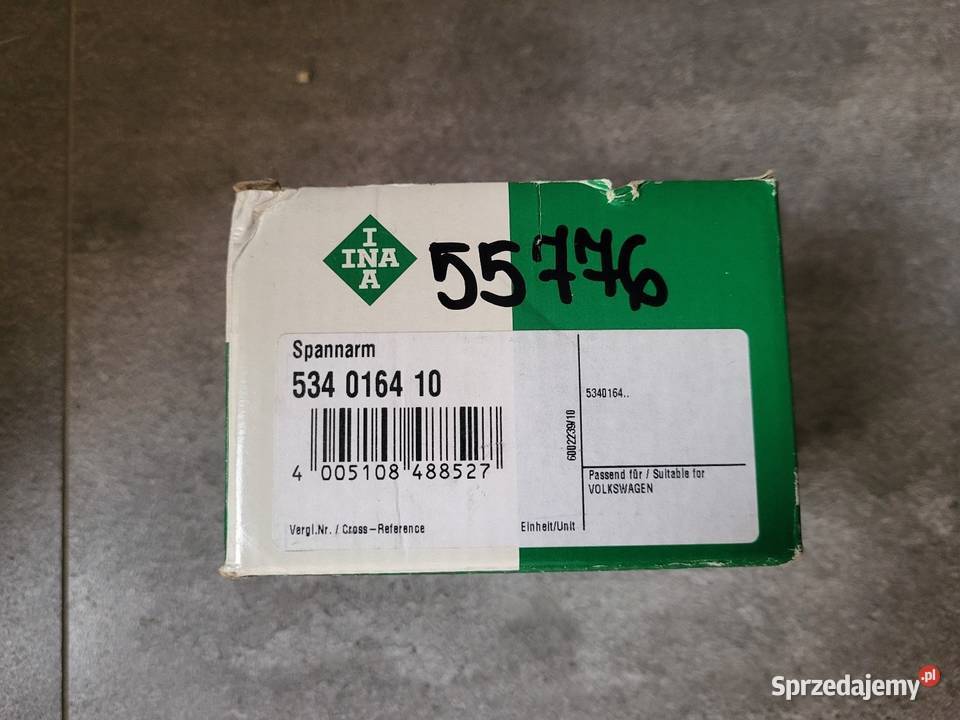 I
INA
A
55776
Spannarm
534 0164 10
4 005108 488527
Vergl.Nr. / Cross-Reference
Einheit/Unit
6002239/10
5340164..
Passend für / Suitable for
VOLKSWAGEN
Sprzedajemy.pl